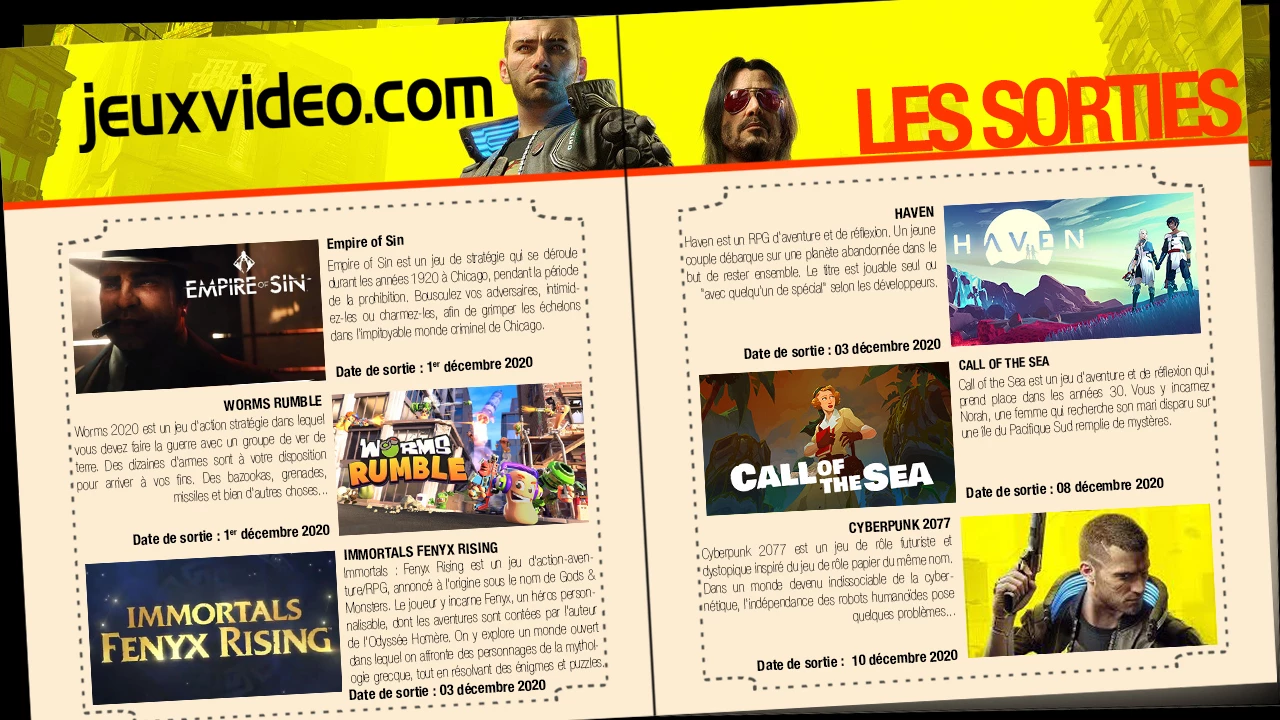 jeuxvideo.com
LES SORTIES
EMPIRE OF SIN
Empire of Sin
Empire of Sin est un jeu de stratégie qui se déroule
durant les années 1920 à Chicago, pendant la période
de la prohibition. Bousculez vos adversaires, intimid-
ez-les ou charmez-les, afin de grimper les échelons
dans l'impitoyable monde criminel de Chicago.
Date de sortie : 1er décembre 2020
WORMS RUMBLE
Worms 2020 est un jeu d'action stratégie dans lequel
vous devez faire la guerre avec un groupe de ver de
terre. Des dizaines d'armes sont à votre disposition
pour arriver à vos fins. Des bazookas, grenades,
missiles et bien d'autres choses...
Date de sortie : 1er décembre 2020
WORMS
RUMBLE
IMMORTALS
FENYX RISING
IMMORTALS FENYX RISING
Immortals : Fenyx Rising est un jeu d'action-aven-
ture/RPG, annoncé à l'origine sous le nom de Gods &
Monsters. Le joueur y incarne Fenyx, un héros person-
nalisable, dont les aventures sont contées par l'auteur
de l'Odyssée Homère. On y explore un monde ouvert
dans lequel on affronte des personnages de la mythol-
ogie grecque, tout en résolvant des énigmes et puzzles.
Date de sortie : 03 décembre 2020
HAVEN
Haven est un RPG d'aventure et de réflexion. Un jeune
couple débarque sur une planète abandonnée dans le
but de rester ensemble. Le titre est jouable seul ou
"avec quelqu'un de spécial" selon les développeurs.
Date de sortie : 03 décembre 2020
HAVEN
CALL OF THE SEA
CALL OF THE SEA
Call of the Sea est un jeu d'aventure et de réflexion qui
prend place dans les années 30. Vous y incarnez
Norah, une femme qui recherche son mari disparu sur
une île du Pacifique Sud remplie de mystères.
Date de sortie : 08 décembre 2020
CYBERPUNK 2077
Cyberpunk 2077 est un jeu de rôle futuriste et
dystopique inspiré du jeu de rôle papier du même nom.
Dans un monde devenu indissociable de la cyber-
nétique, l'indépendance des robots humanoïdes pose
quelques problèmes...
Date de sortie : 10 décembre 2020